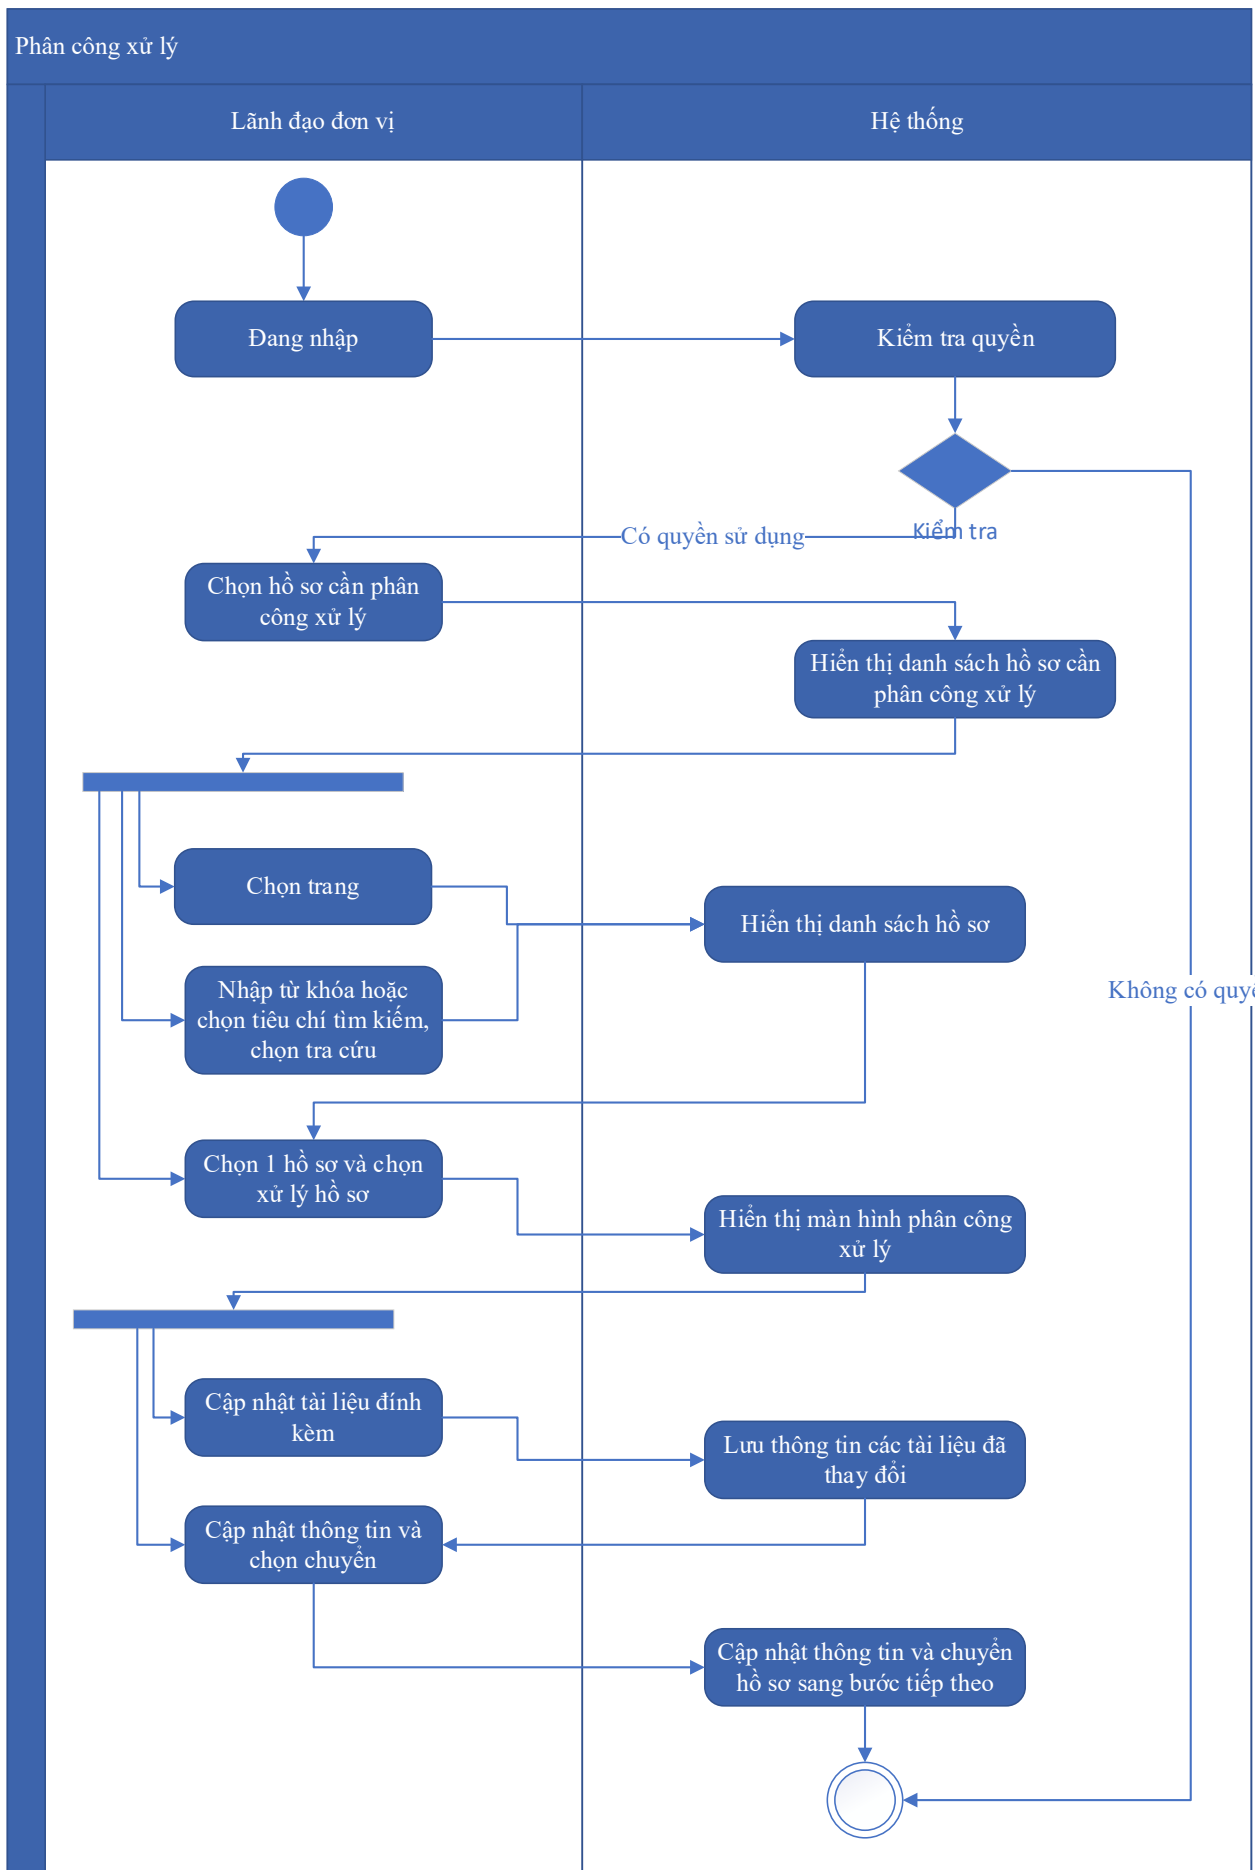 Phân công xử lý
Lãnh đạo đơn vị
Hệ thống
Đang nhập
Kiểm tra quyền
Kiểm tra
Có quyền sử dụng
Chọn hồ sơ cần phân
công xử lý
Hiển thị danh sách hồ sơ cần
phân công xử lý
Chọn trang
Hiển thị danh sách hồ sơ
Nhập từ khóa hoặc
chọn tiêu chí tìm kiếm,
chọn tra cứu
Không có quyề
Chọn 1 hồ sơ và chọn
xử lý hồ sơ
Hiển thị màn hình phân công
xử lý
Cập nhật tài liệu đính
kèm
Lưu thông tin các tài liệu đã
thay đổi
Cập nhật thông tin và
chọn chuyển
Cập nhật thông tin và chuyển
hồ sơ sang bước tiếp theo